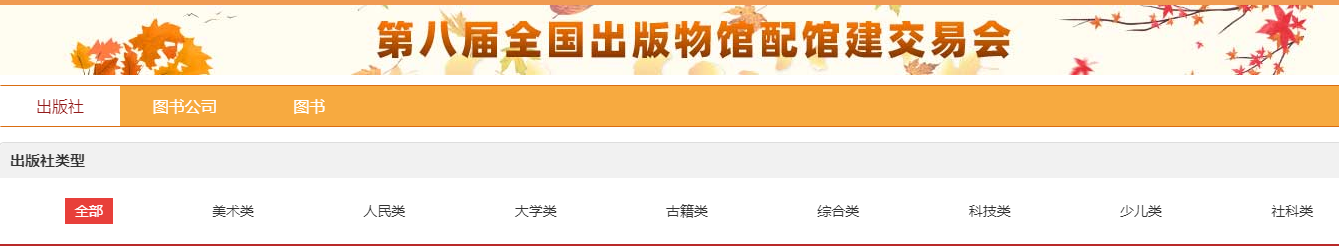 第八届全国出版物馆配馆建交易会
出版社 图书公司 图书
出版社类型
全部 美术类 人民类 大学类 古籍类 综合类 科技类 少儿类 社科类